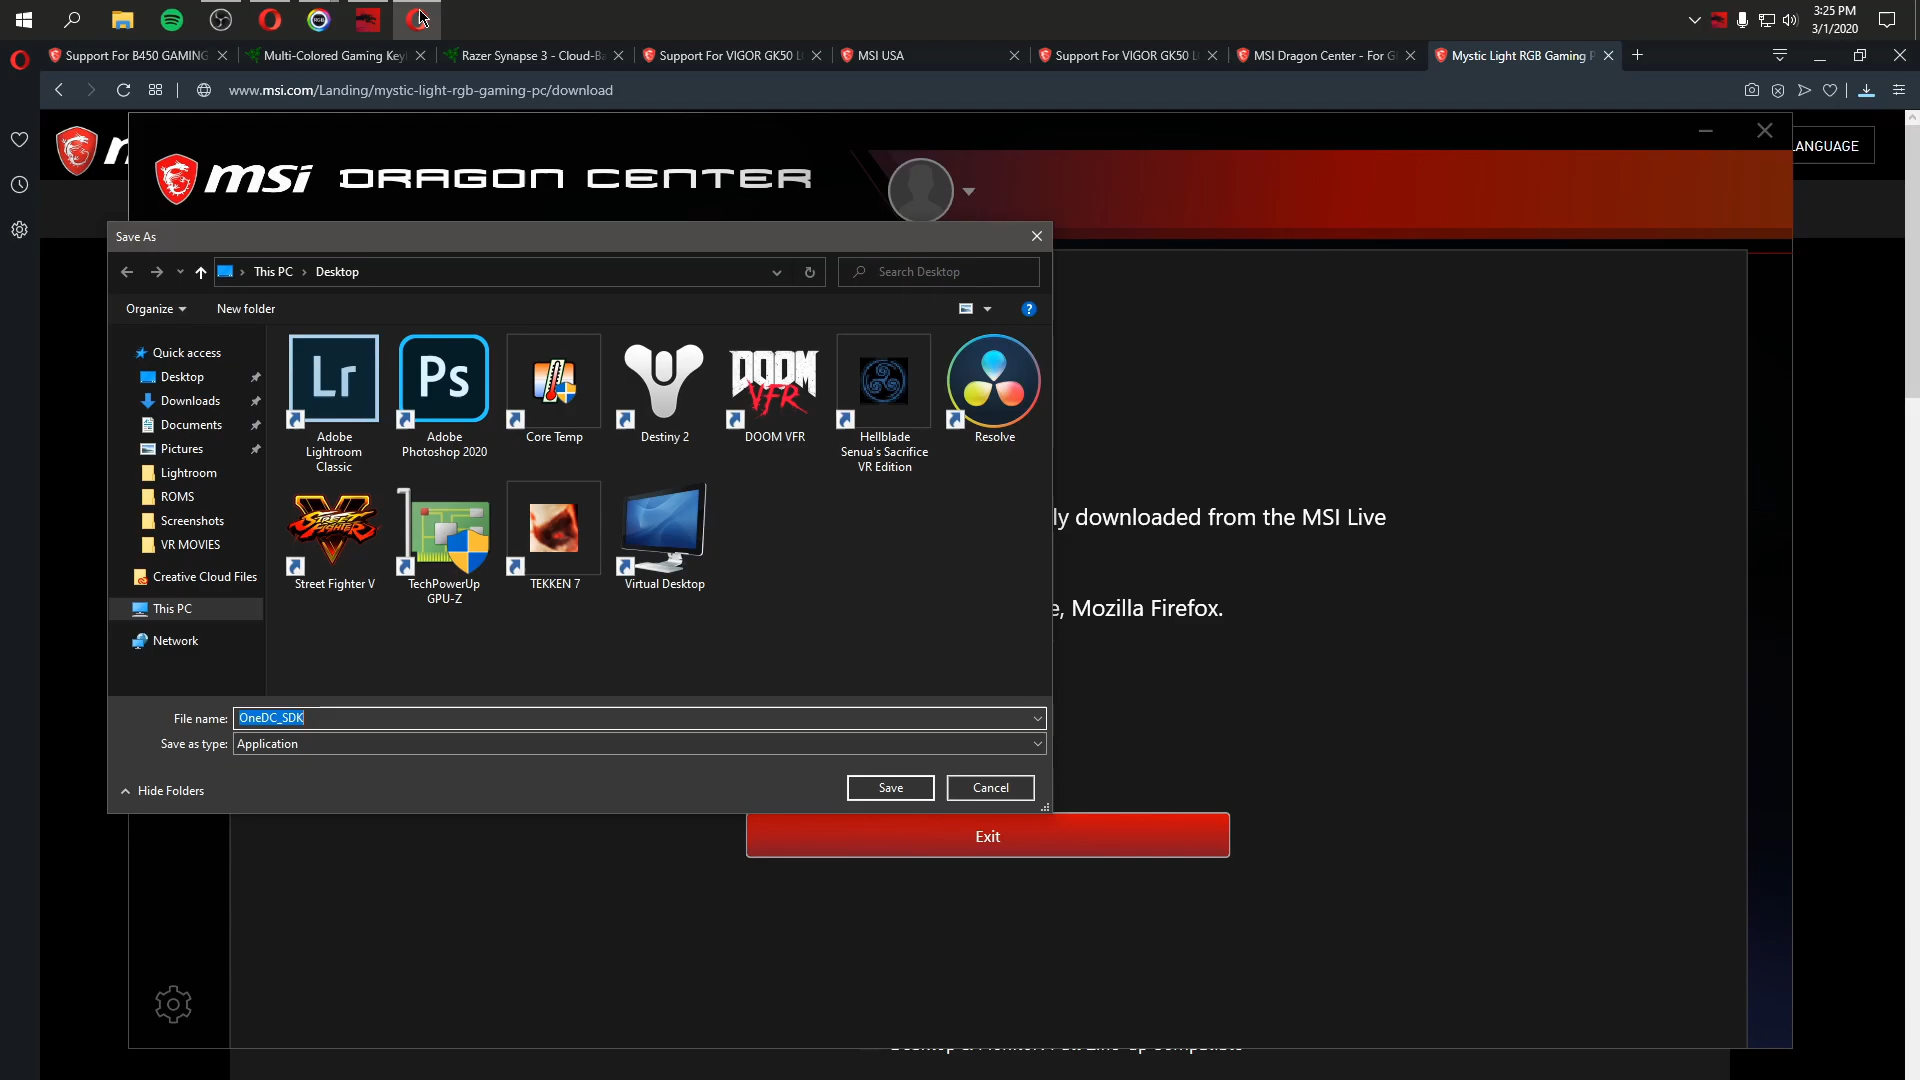 3:25 PM
3/1/2020
Support For B450 GAMING
Multi-Colored Gaming Key
Razer Synapse 3 - Cloud-Ba
Support For VIGOR GK50 L
MSI USA
Support For VIGOR GK50 L
MSI Dragon Center - For G
Mystic Light RGB Gaming P
www.msi.com/Landing/mystic-light-rgb-gaming-pc/download
LANGUAGE
msi DRAGON CENTER
Save As
This PC
Desktop
Search Desktop
Organize
New folder
Quick access
Desktop
Downloads
Documents
Pictures
Lightroom
ROMS
Screenshots
VR MOVIES
Creative Cloud Files
This PC
Network
Lr
Ps
DOOM
VFR
Adobe
Lightroom
Classic
Adobe
Photoshop 2020
Core Temp
Destiny 2
DOOM VFR
Hellblade
Senua's Sacrifice
VR Edition
Resolve
STREET
FIGHTER
Street Fighter V
TechPowerUp
GPU-Z
TEKKEN 7
Virtual Desktop
ly downloaded from the MSI Live
e, Mozilla Firefox.
File name:
OneDC_SDK
Save as type:
Application
Hide Folders
Save
Cancel
Exit